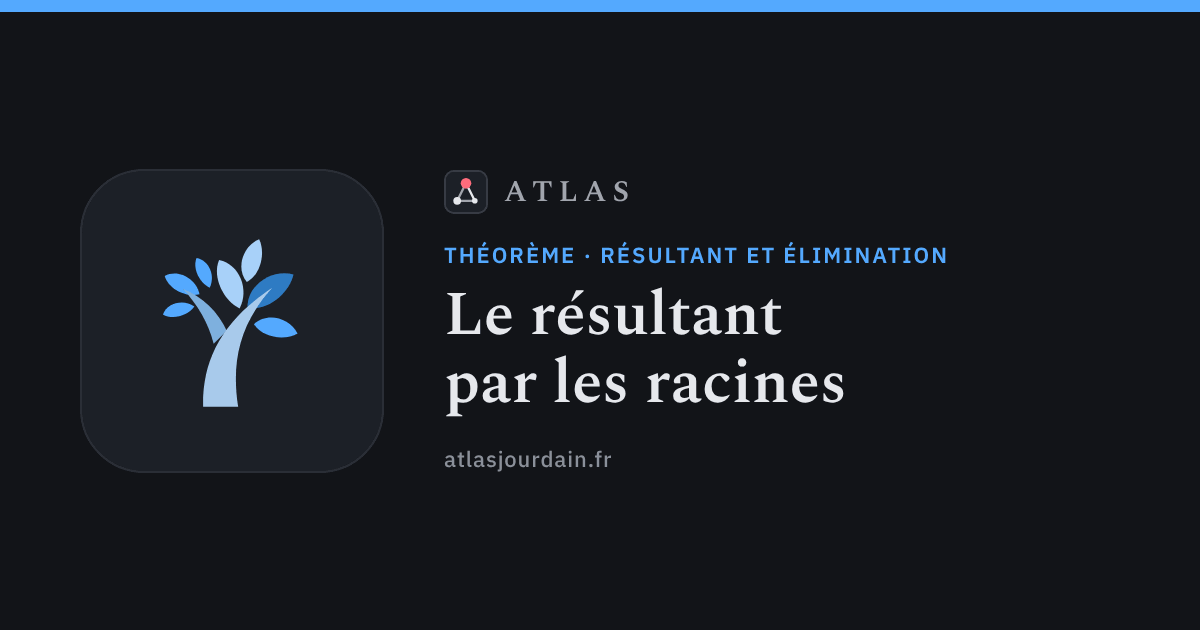 ATLAS
THÉORÈME · RÉSULTANT ET ÉLIMINATION
Le résultant
par les racines
atlasjourdain.fr